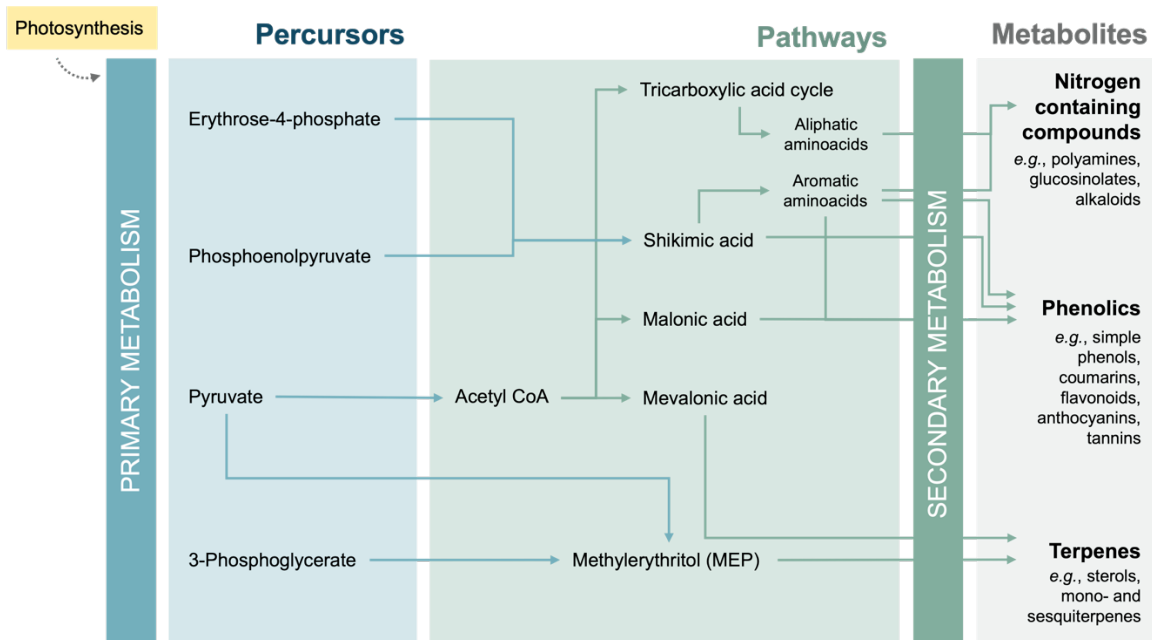 Photosynthesis
Percursors
Pathways
Metabolites
PRIMARY METABOLISM
Erythrose-4-phosphate
Phosphoenolpyruvate
Pyruvate
3-Phosphoglycerate
Acetyl CoA
Tricarboxylic acid cycle
Aliphatic
aminoacids
Aromatic
aminoacids
Shikimic acid
Malonic acid
Mevalonic acid
Methylerythritol (MEP)
SECONDARY METABOLISM
Nitrogen
containing
compounds
e.g., polyamines,
glucosinolates,
alkaloids
Phenolics
e.g., simple
phenols,
coumarins,
flavonoids,
anthocyanins,
tannins
Terpenes
e.g., sterols,
mono- and
sesquiterpenes